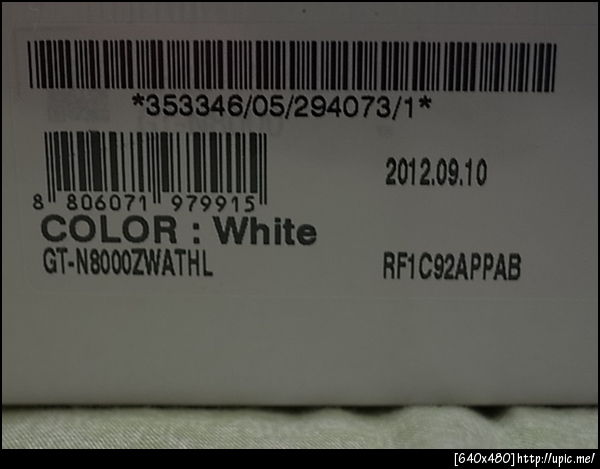 *353346/05/294073/1*
2012.09.10
8 806071 979915
COLOR : White
GT-N8000ZWATHL
RF1C92APPAB
[640x480]http://upic.me/